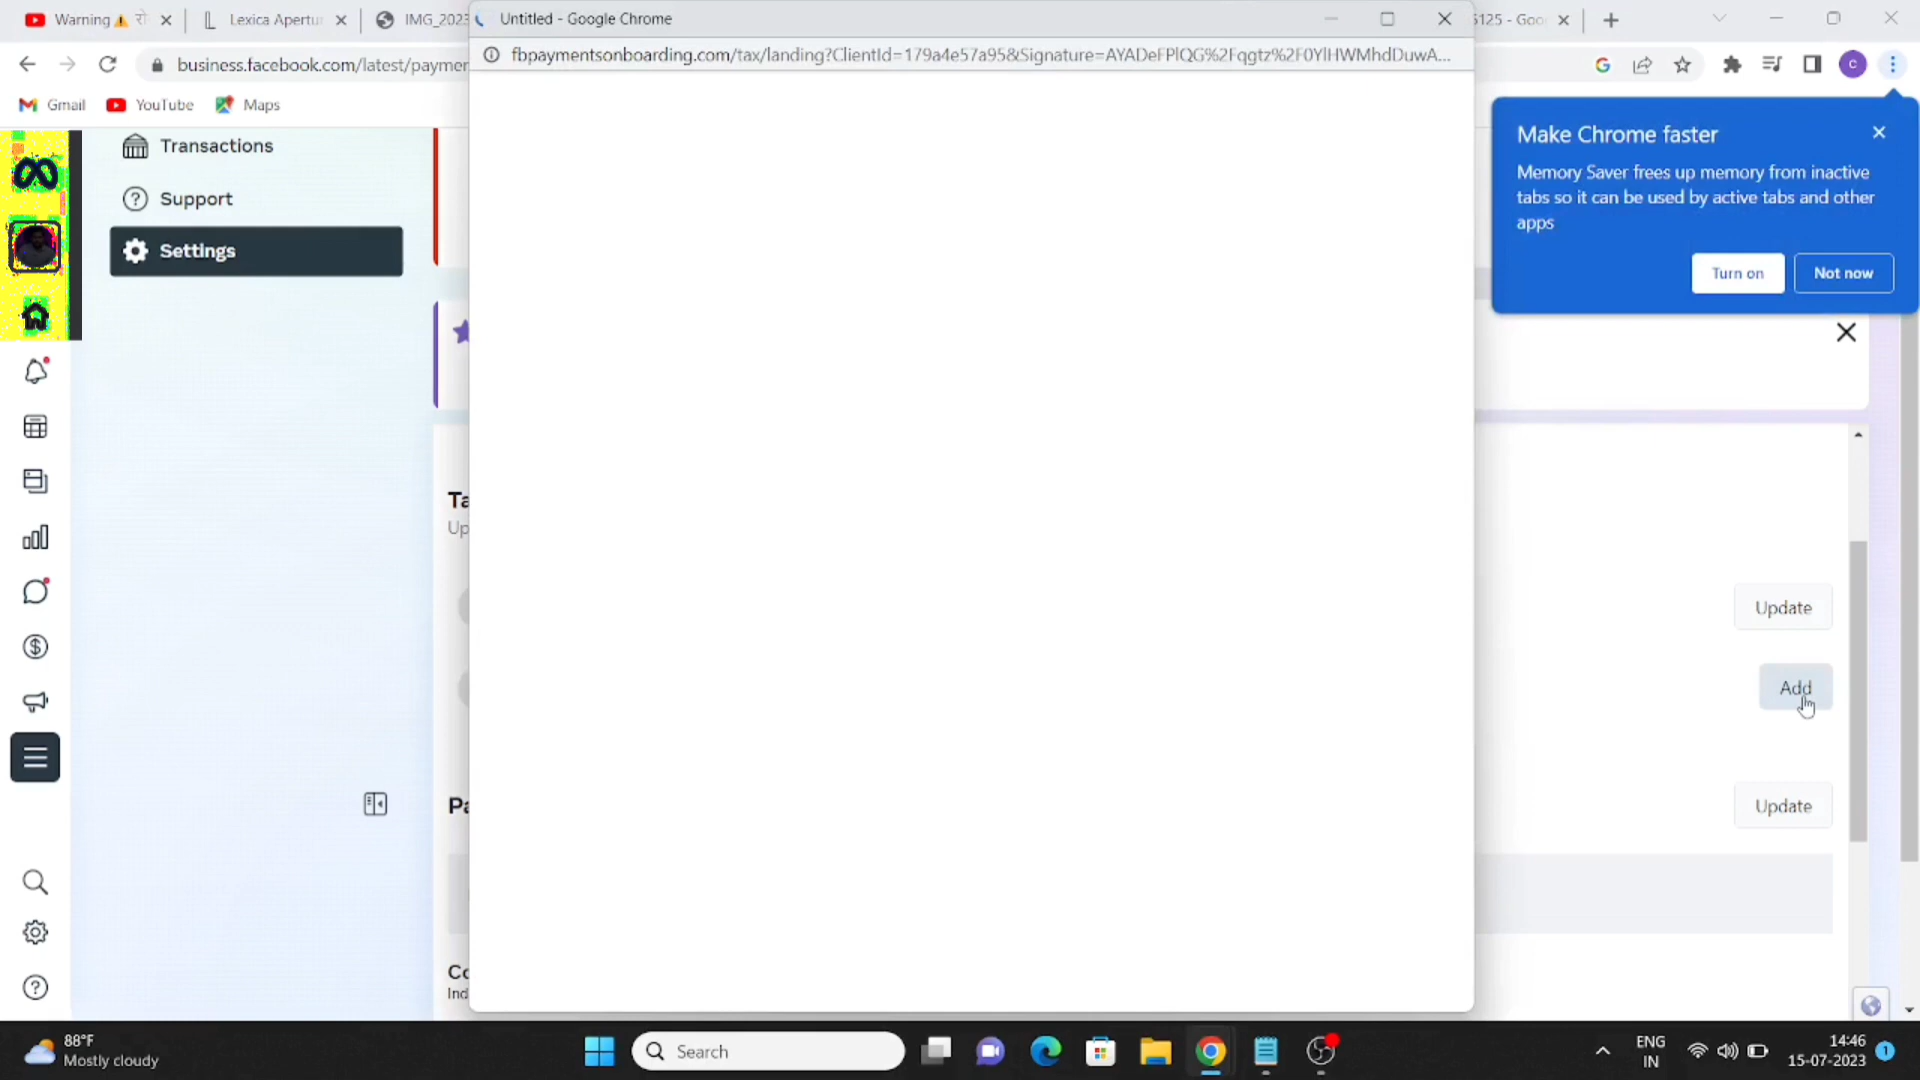 Warning ⚠ रो
Lexica Apertu
IMG_2023
Untitled - Google Chrome
5125 - Goo
business.facebook.com/latest/paymer
fbpaymentsonboarding.com/tax/landing?ClientId=179a4e57a958&Signature=AYADeFPlQG%2Fqgtz%2F0YlHWMhdDuwA...
C
Gmail
YouTube
Maps
Make Chrome faster
Memory Saver frees up memory from inactive
tabs so it can be used by active tabs and other
apps
Turn on
Not now
Transactions
Support
Settings
Ta
Up
Update
Add
Pa
Update
Co
Ind
88°F
Mostly cloudy
Search
ENG
IN
14:46
15-07-2023
1